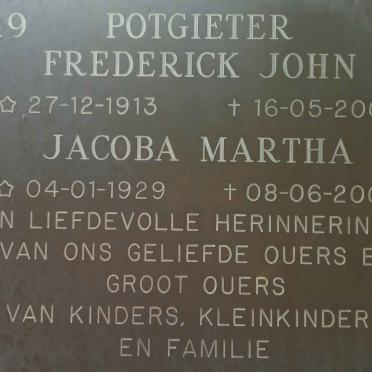 19 POTGIETER
FREDERICK JOHN
☆ 27-12-1913 † 16-05-200
JACOBA MARTHA
☆ 04-01-1929 † 08-06-200
N LIEFDEVOLLE HERINNERIN
VAN ONS GELIEFDE OUERS E
GROOT OUERS
VAN KINDERS, KLEINKINDER
EN FAMILIE